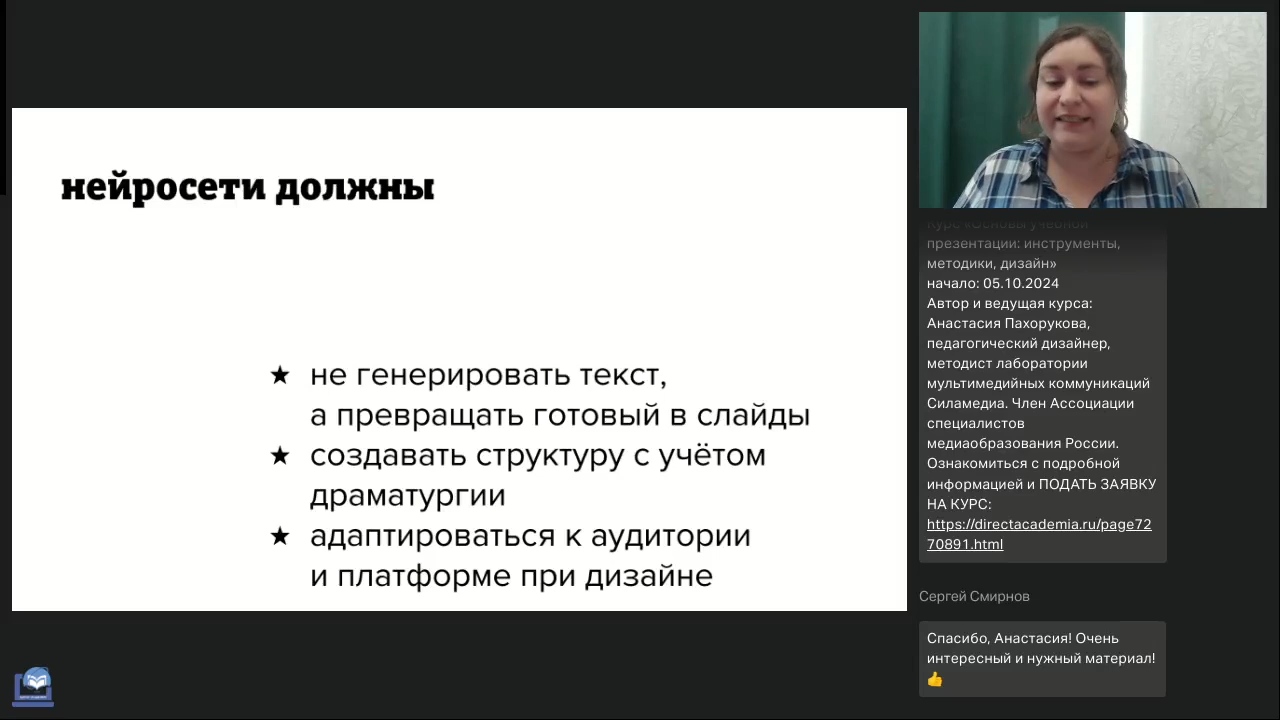 нейросети должны
★ не генерировать текст,
а превращать готовый в слайды
★ создавать структуру с учётом
драматургии
★ адаптироваться к аудитории
и платформе при дизайне
Курс «Основы учебной
презентации: инструменты,
методики, дизайн»
начало: 05.10.2024
Автор и ведущая курса:
Анастасия Пахорукова,
педагогический дизайнер,
методист лаборатории
мультимедийных коммуникаций
Силамедиа. Член Ассоциации
специалистов
медиаобразования России.
Ознакомиться с подробной
информацией и ПОДАТЬ ЗАЯВКУ
НА КУРС:
https://directacademia.ru/page72
70891.html
Сергей Смирнов
Спасибо, Анастасия! Очень
интересный и нужный материал!
👍